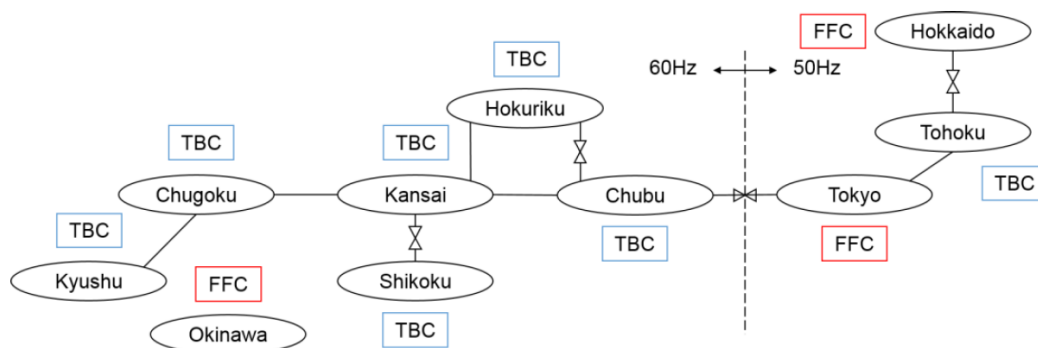 FFC
Hokkaido
60Hz
50Hz
TBC
Hokuriku
Tohoku
TBC
TBC
TBC
Chugoku
Kansai
Chubu
Tokyo
TBC
TBC
FFC
Kyushu
FFC
Shikoku
Okinawa
TBC